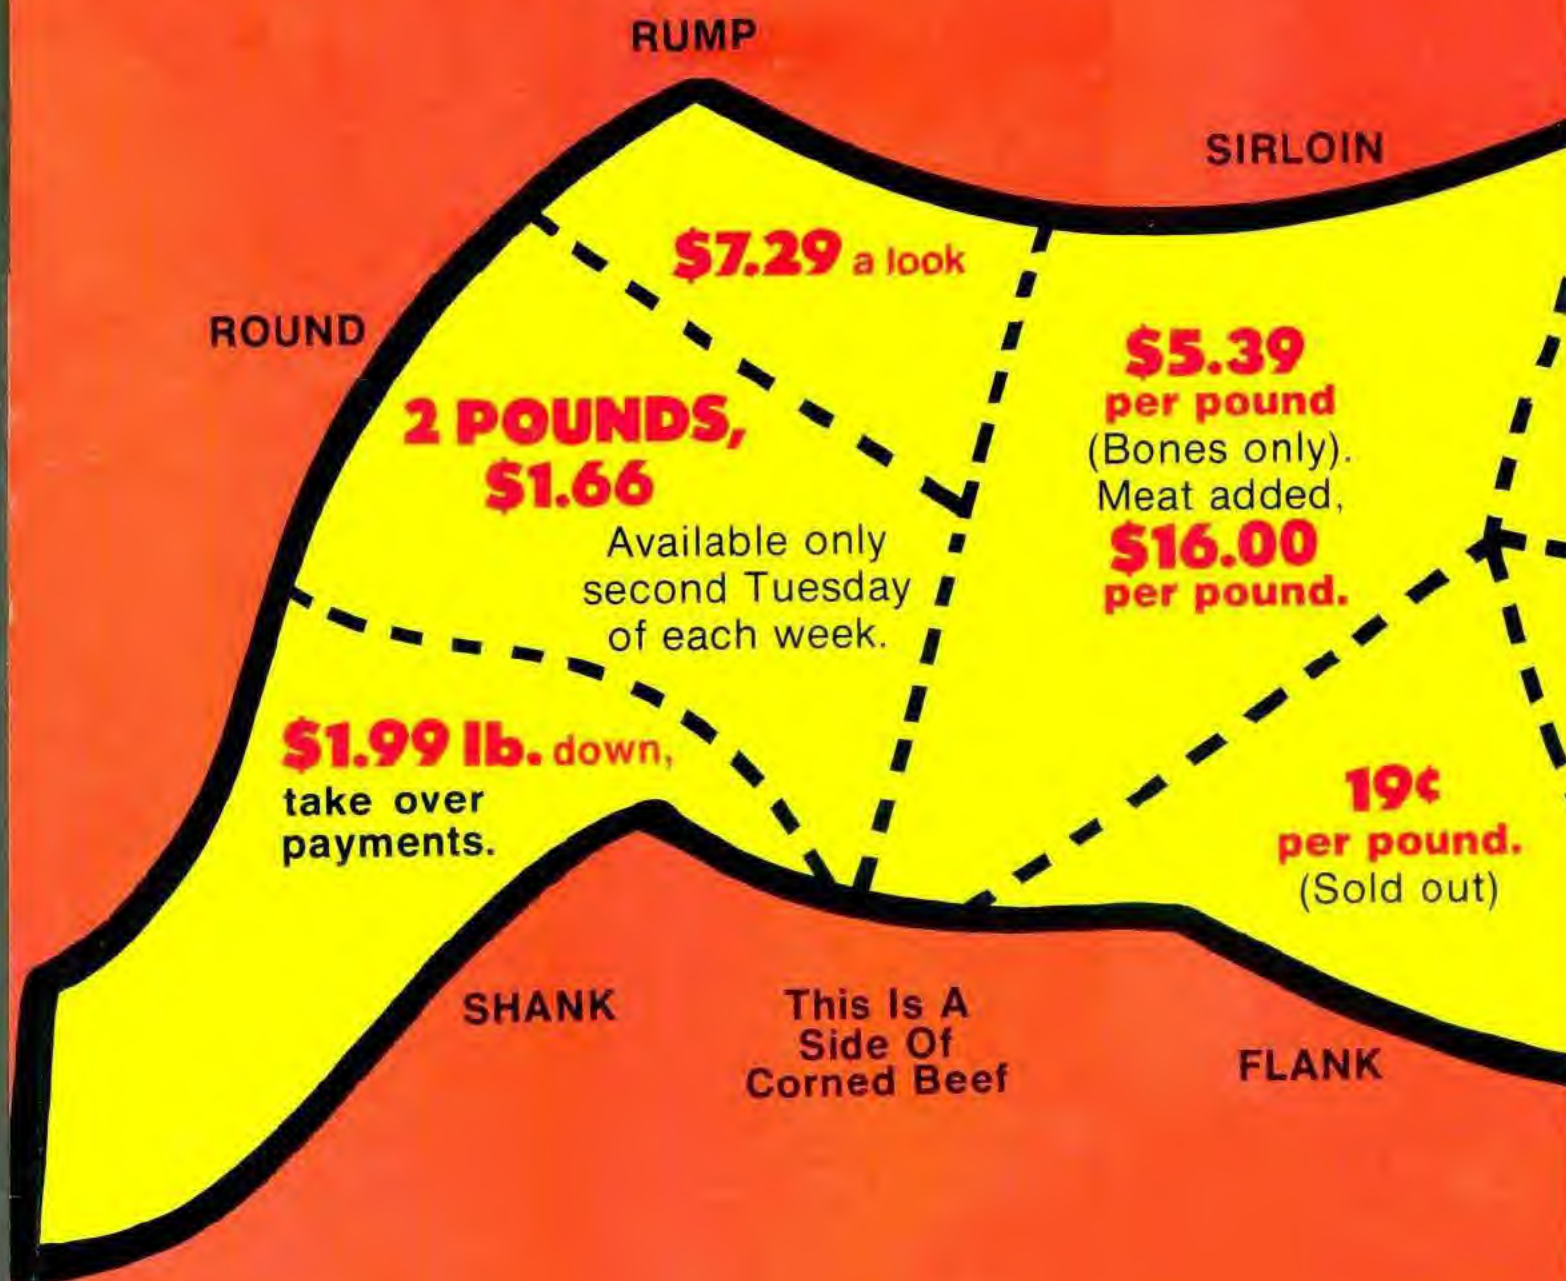 RUMP
SIRLOIN
$7.29 a look
ROUND
$5.39
per pound
(Bones only).
Meat added,
$16.00
per pound.
2 POUNDS,
$1.66
Available only
second Tuesday
of each week.
$1.99 lb. down,
take over
payments.
19¢
per pound.
(Sold out)
SHANK
This Is A
Side Of
Corned Beef
FLANK